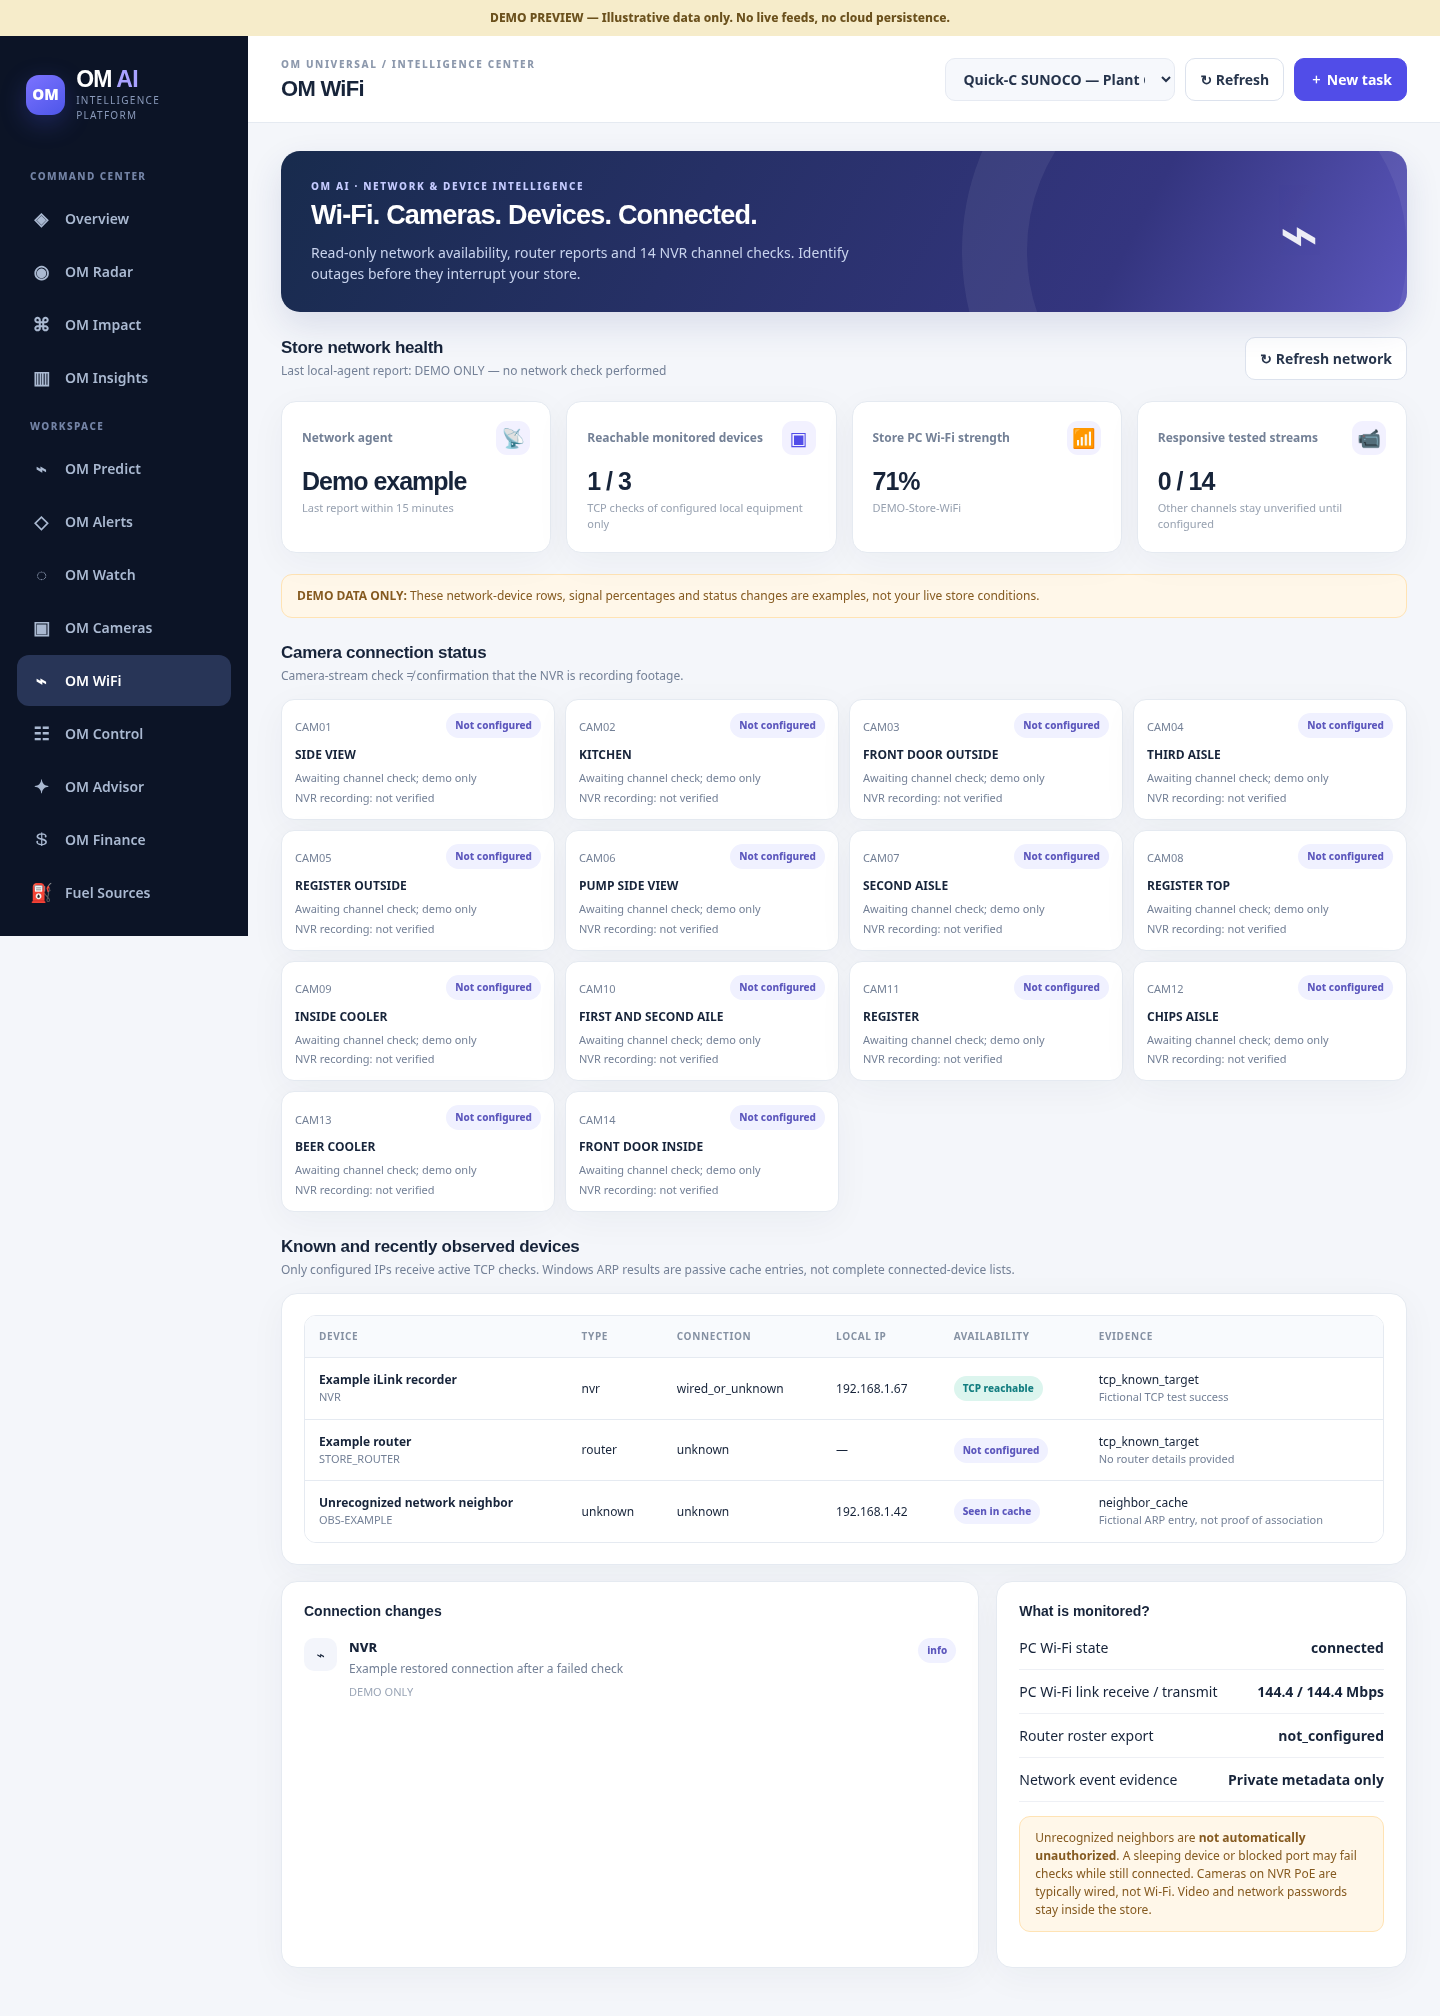 DEMO PREVIEW — Illustrative data only. No live feeds, no cloud persistence.
OM
OM AI
INTELLIGENCE
PLATFORM
COMMAND CENTER
Overview
OM Radar
OM Impact
OM Insights
WORKSPACE
OM Predict
OM Alerts
OM Watch
OM Cameras
OM WiFi
OM Control
OM Advisor
$ OM Finance
Fuel Sources
OM UNIVERSAL / INTELLIGENCE CENTER
OM WiFi
Quick-C SUNOCO — Plant
↻ Refresh
+ New task
OM AI · NETWORK & DEVICE INTELLIGENCE
Wi-Fi. Cameras. Devices. Connected.
Read-only network availability, router reports and 14 NVR channel checks. Identify
outages before they interrupt your store.
Store network health
Last local-agent report: DEMO ONLY — no network check performed
↻ Refresh network
Network agent
Demo example
Last report within 15 minutes
Reachable monitored devices
1 / 3
TCP checks of configured local equipment
only
Store PC Wi-Fi strength
71%
DEMO-Store-WiFi
Responsive tested streams
0 / 14
Other channels stay unverified until
configured
DEMO DATA ONLY: These network-device rows, signal percentages and status changes are examples, not your live store conditions.
Camera connection status
Camera-stream check ≠ confirmation that the NVR is recording footage.
CAM01 Not configured
SIDE VIEW
Awaiting channel check; demo only
NVR recording: not verified
CAM02 Not configured
KITCHEN
Awaiting channel check; demo only
NVR recording: not verified
CAM03 Not configured
FRONT DOOR OUTSIDE
Awaiting channel check; demo only
NVR recording: not verified
CAM04 Not configured
THIRD AISLE
Awaiting channel check; demo only
NVR recording: not verified
CAM05 Not configured
REGISTER OUTSIDE
Awaiting channel check; demo only
NVR recording: not verified
CAM06 Not configured
PUMP SIDE VIEW
Awaiting channel check; demo only
NVR recording: not verified
CAM07 Not configured
SECOND AISLE
Awaiting channel check; demo only
NVR recording: not verified
CAM08 Not configured
REGISTER TOP
Awaiting channel check; demo only
NVR recording: not verified
CAM09 Not configured
INSIDE COOLER
Awaiting channel check; demo only
NVR recording: not verified
CAM10 Not configured
FIRST AND SECOND AILE
Awaiting channel check; demo only
NVR recording: not verified
CAM11 Not configured
REGISTER
Awaiting channel check; demo only
NVR recording: not verified
CAM12 Not configured
CHIPS AISLE
Awaiting channel check; demo only
NVR recording: not verified
CAM13 Not configured
BEER COOLER
Awaiting channel check; demo only
NVR recording: not verified
CAM14 Not configured
FRONT DOOR INSIDE
Awaiting channel check; demo only
NVR recording: not verified
Known and recently observed devices
Only configured IPs receive active TCP checks. Windows ARP results are passive cache entries, not complete connected-device lists.
DEVICE TYPE CONNECTION LOCAL IP AVAILABILITY EVIDENCE
Example iLink recorder
NVR
nvr
wired_or_unknown
192.168.1.67
TCP reachable
tcp_known_target
Fictional TCP test success
Example router
STORE_ROUTER
router
unknown
—
Not configured
tcp_known_target
No router details provided
Unrecognized network neighbor
OBS-EXAMPLE
unknown
unknown
192.168.1.42
Seen in cache
neighbor_cache
Fictional ARP entry, not proof of association
Connection changes
NVR
Example restored connection after a failed check
DEMO ONLY
info
What is monitored?
PC Wi-Fi state connected
PC Wi-Fi link receive / transmit 144.4 / 144.4 Mbps
Router roster export not_configured
Network event evidence Private metadata only
Unrecognized neighbors are not automatically
unauthorized. A sleeping device or blocked port may fail
checks while still connected. Cameras on NVR PoE are
typically wired, not Wi-Fi. Video and network passwords
stay inside the store.